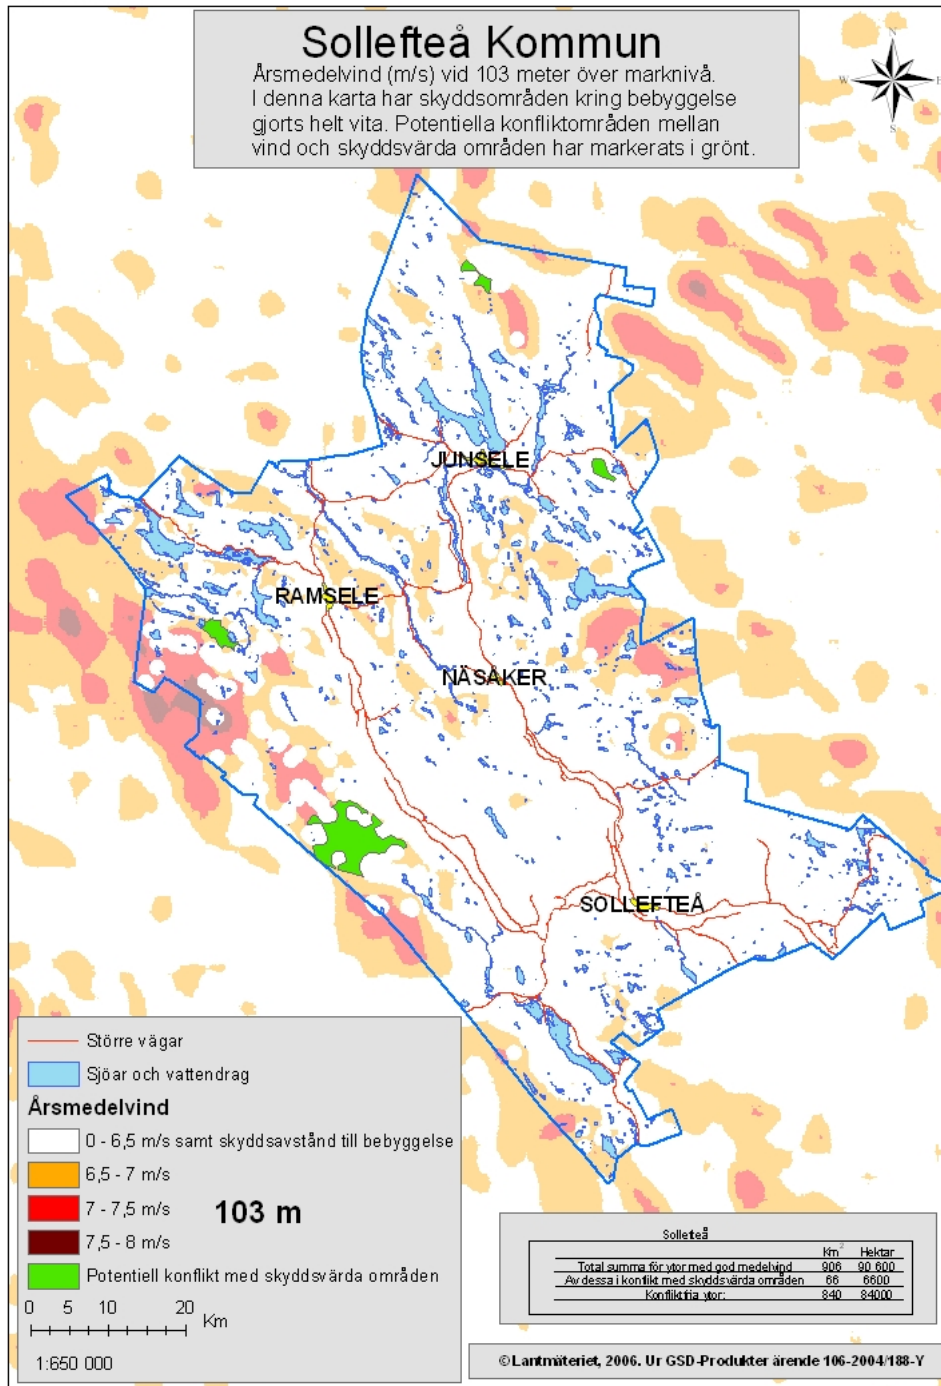 Sollefteå Kommun
Årsmedelvind (m/s) vid 103 meter över marknivå.
I denna karta har skyddsområden kring bebyggelse
gjorts helt vita. Potentiella konfliktområden mellan
vind och skyddsvärda områden har markerats i grönt.
N
W
E
S
JUNSELE
RAMSELE
NÄSÅKER
SOLLEFTEÅ
Större vägar
Sjöar och vattendrag
Årsmedelvind
0 - 6,5 m/s samt skyddsavstånd till bebyggelse
6,5 - 7 m/s
7 - 7,5 m/s
7,5 - 8 m/s
103 m
Potentiell konflikt med skyddsvärda områden
0 5 10 20
Km
1:650 000
Sollefteå
Km² Hektar
Total summa för ytor med god medelvind 906 90 600
Av dessa i konflikt med skyddsvärda områden 66 6600
Konfliktfria ytor: 840 84000
© Lantmäteriet, 2006. Ur GSD-Produkter ärende 106-2004/188-Y